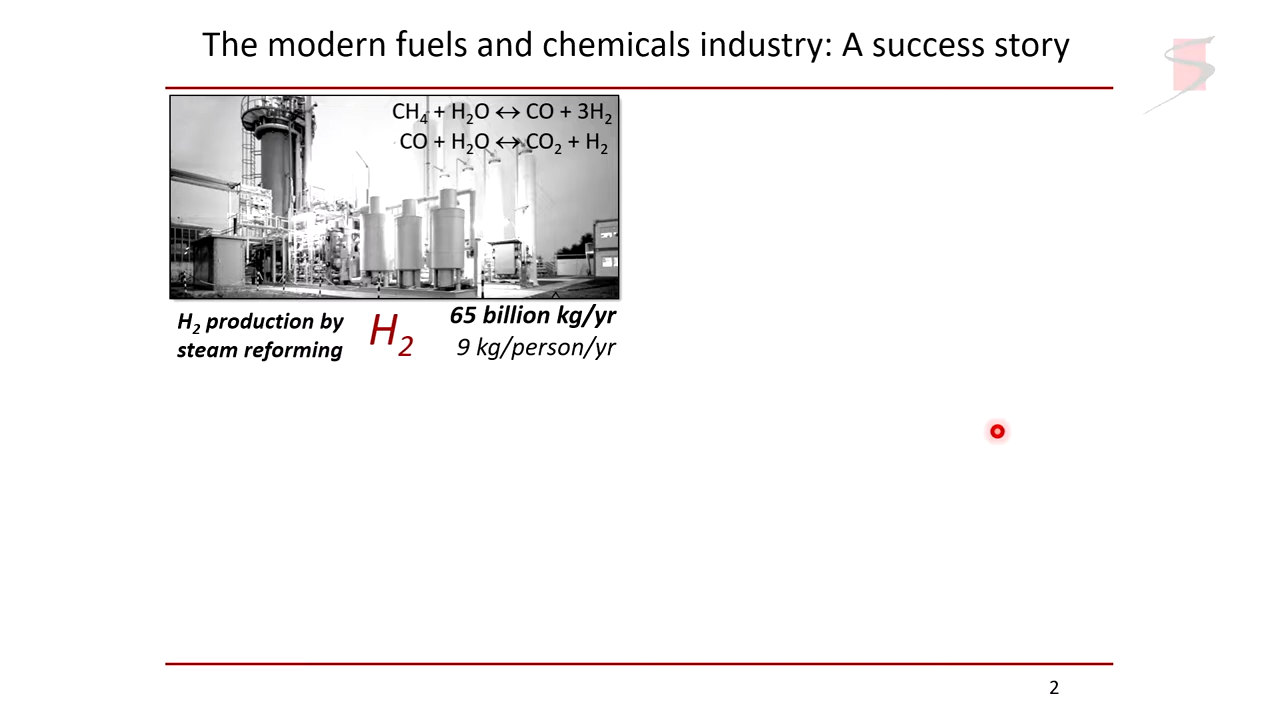 The modern fuels and chemicals industry: A success story
CH₄ + H₂O ↔ CO + 3H₂
CO + H₂O ↔ CO₂ + H₂
H₂ production by
steam reforming
H₂
65 billion kg/yr
9 kg/person/yr
2